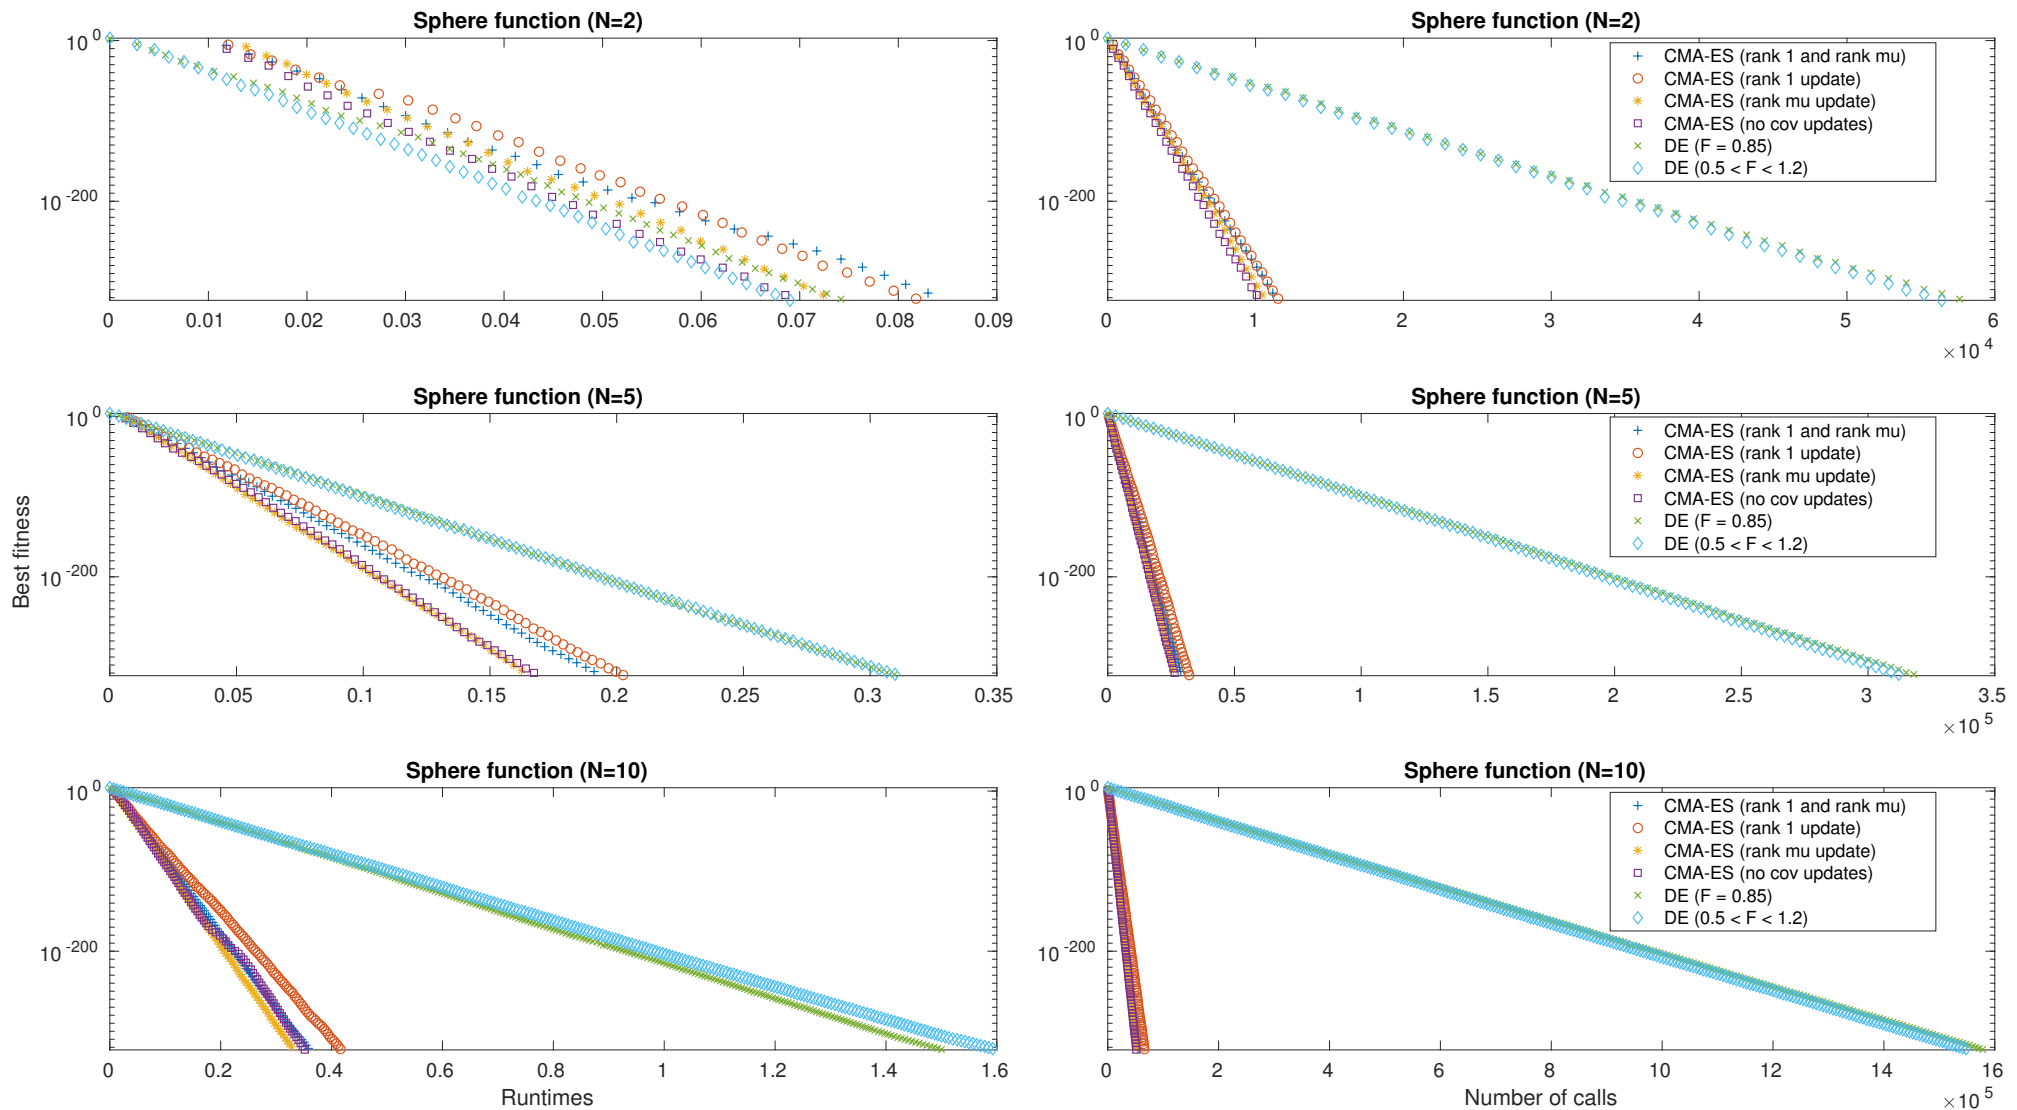 Sphere function (N=2)
10^0
10^-200
0 0.01 0.02 0.03 0.04 0.05 0.06 0.07 0.08 0.09
Sphere function (N=2)
10^0
10^-200
CMA-ES (rank 1 and rank mu)
CMA-ES (rank 1 update)
CMA-ES (rank mu update)
CMA-ES (no cov updates)
DE (F = 0.85)
DE (0.5 < F < 1.2)
0 1 2 3 4 5 6
×10^4
Sphere function (N=5)
10^0
10^-200
Best fitness
0 0.05 0.1 0.15 0.2 0.25 0.3 0.35
Sphere function (N=5)
10^0
10^-200
CMA-ES (rank 1 and rank mu)
CMA-ES (rank 1 update)
CMA-ES (rank mu update)
CMA-ES (no cov updates)
DE (F = 0.85)
DE (0.5 < F < 1.2)
0 0.5 1 1.5 2 2.5 3 3.5
×10^5
Sphere function (N=10)
10^0
10^-200
0 0.2 0.4 0.6 0.8 1 1.2 1.4 1.6
Runtimes
Sphere function (N=10)
10^0
10^-200
CMA-ES (rank 1 and rank mu)
CMA-ES (rank 1 update)
CMA-ES (rank mu update)
CMA-ES (no cov updates)
DE (F = 0.85)
DE (0.5 < F < 1.2)
0 2 4 6 8 10 12 14 16
Number of calls
×10^5